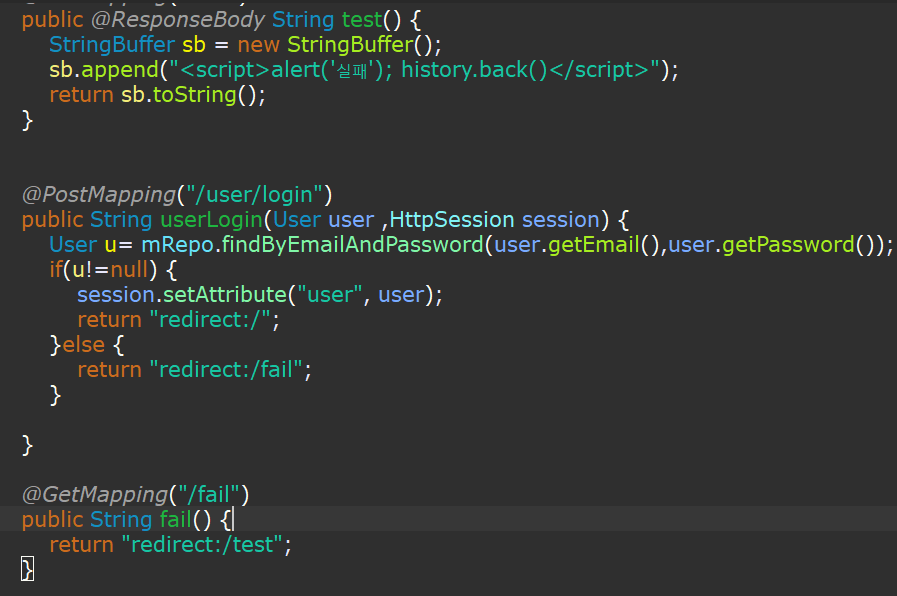 public @ResponseBody String test() {
StringBuffer sb = new StringBuffer();
sb.append("<script>alert('실패'); history.back()</script>");
return sb.toString();
}
@PostMapping("/user/login")
public String userLogin(User user ,HttpSession session) {
User u= mRepo.findByEmailAndPassword(user.getEmail(),user.getPassword());
if(u!=null) {
session.setAttribute("user", user);
return "redirect:/";
}else {
return "redirect:/fail";
}
}
@GetMapping("/fail")
public String fail() {
return "redirect:/test";
}